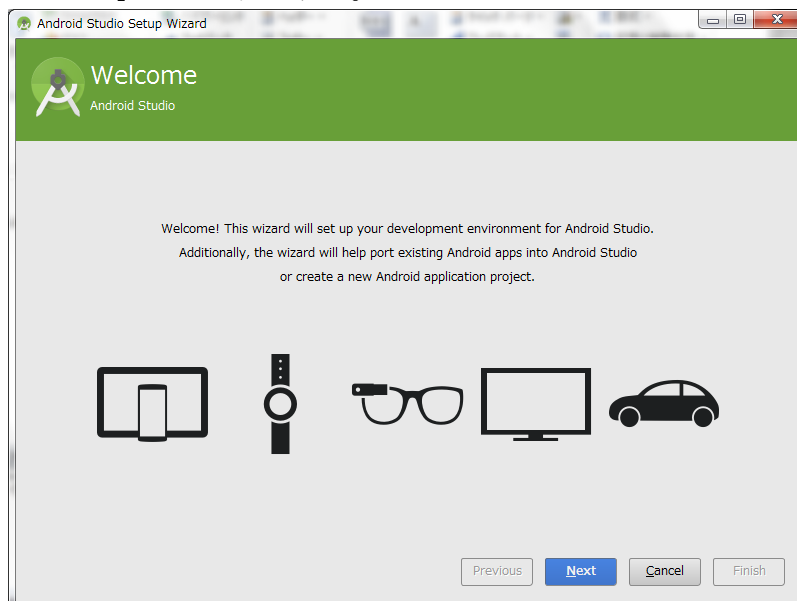 Android Studio Setup Wizard
Welcome
Android Studio
Welcome! This wizard will set up your development environment for Android Studio.
Additionally, the wizard will help port existing Android apps into Android Studio
or create a new Android application project.
Previous
Next
Cancel
Finish